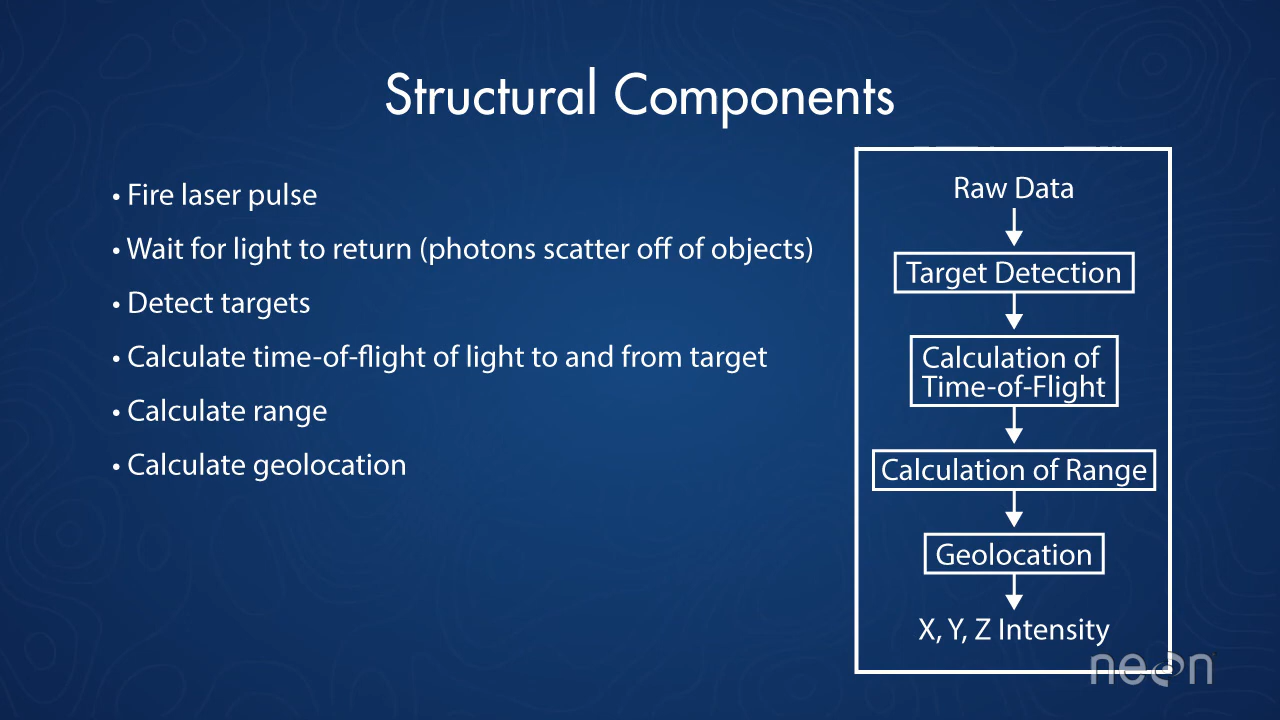 Structural Components
• Fire laser pulse
• Wait for light to return (photons scatter off of objects)
• Detect targets
• Calculate time-of-flight of light to and from target
• Calculate range
• Calculate geolocation
Raw Data
Target Detection
Calculation of
Time-of-Flight
Calculation of Range
Geolocation
X, Y, Z Intensity
neon